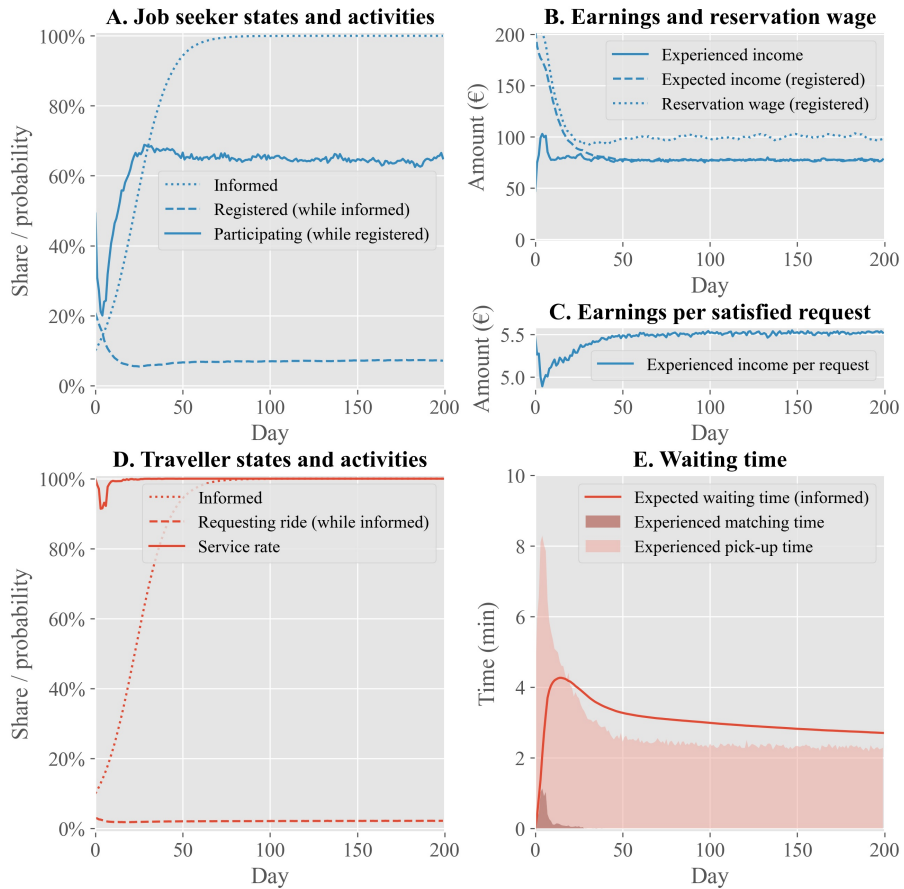 A. Job seeker states and activities
100%
80%
60%
40%
20%
0%
Share / probability
Informed
Registered (while informed)
Participating (while registered)
0
50
100
150
200
Day
B. Earnings and reservation wage
200
150
100
50
0
Amount (€)
Experienced income
Expected income (registered)
Reservation wage (registered)
0
50
100
150
200
Day
C. Earnings per satisfied request
5.5
5.0
Amount (€)
Experienced income per request
0
50
100
150
200
Day
D. Traveller states and activities
100%
80%
60%
40%
20%
0%
Share / probability
Informed
Requesting ride (while informed)
Service rate
0
50
100
150
200
Day
E. Waiting time
10
8
6
4
2
0
Time (min)
Expected waiting time (informed)
Experienced matching time
Experienced pick-up time
0
50
100
150
200
Day